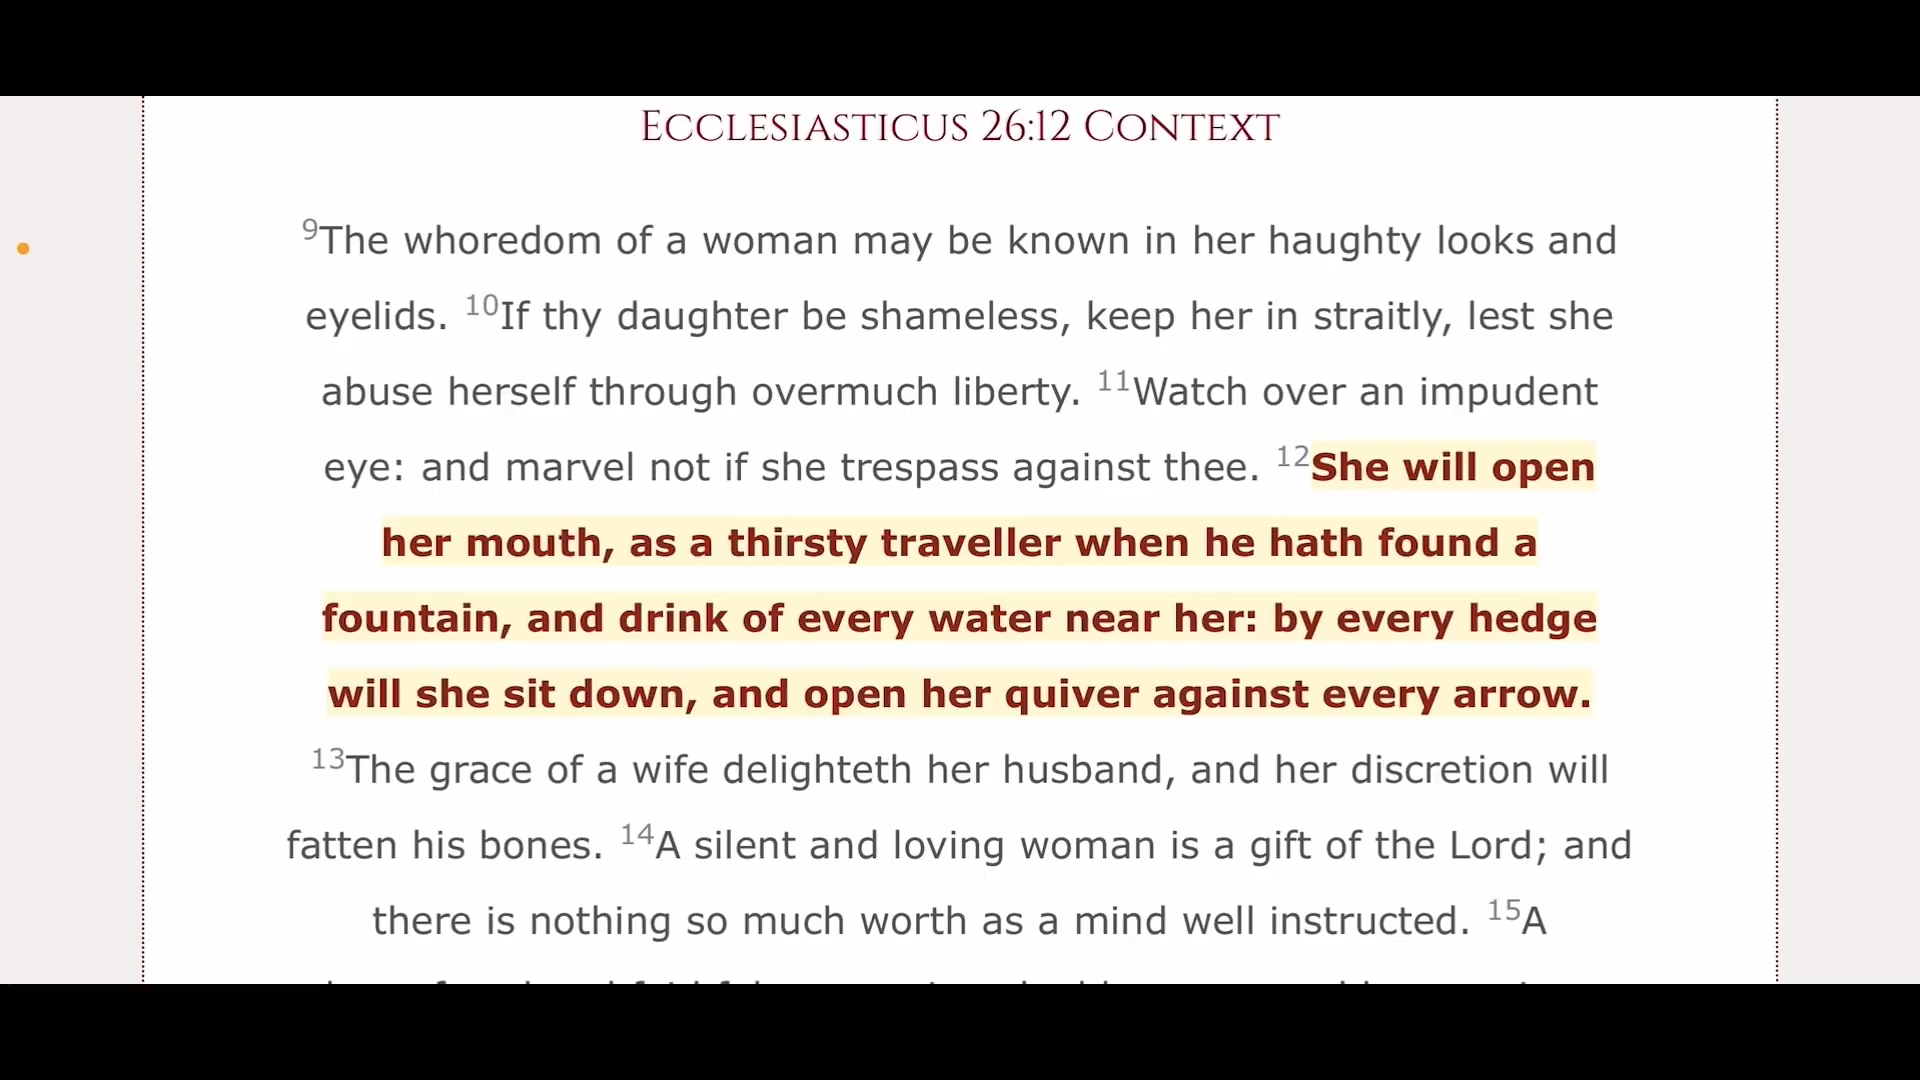 Ecclesiasticus 26:12 Context
9The whoredom of a woman may be known in her haughty looks and
eyelids. 10If thy daughter be shameless, keep her in straitly, lest she
abuse herself through overmuch liberty. 11Watch over an impudent
eye: and marvel not if she trespass against thee. 12She will open
her mouth, as a thirsty traveller when he hath found a
fountain, and drink of every water near her: by every hedge
will she sit down, and open her quiver against every arrow.
13The grace of a wife delighteth her husband, and her discretion will
fatten his bones. 14A silent and loving woman is a gift of the Lord; and
there is nothing so much worth as a mind well instructed. 15A